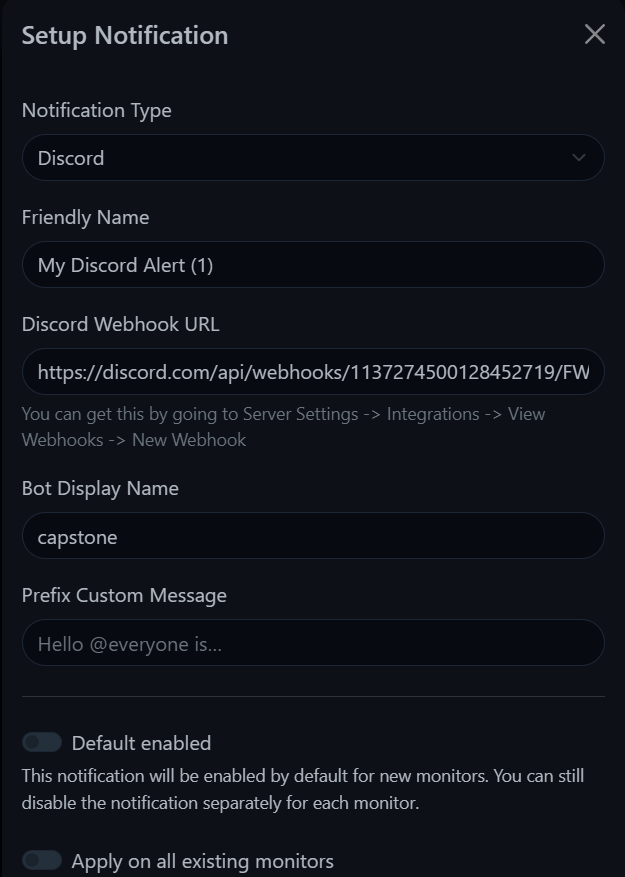 Setup Notification
Notification Type
Discord
Friendly Name
My Discord Alert (1)
Discord Webhook URL
https://discord.com/api/webhooks/1137274500128452719/FW
You can get this by going to Server Settings -> Integrations -> View
Webhooks -> New Webhook
Bot Display Name
capstone
Prefix Custom Message
Hello @everyone is...
Default enabled
This notification will be enabled by default for new monitors. You can still
disable the notification separately for each monitor.
Apply on all existing monitors